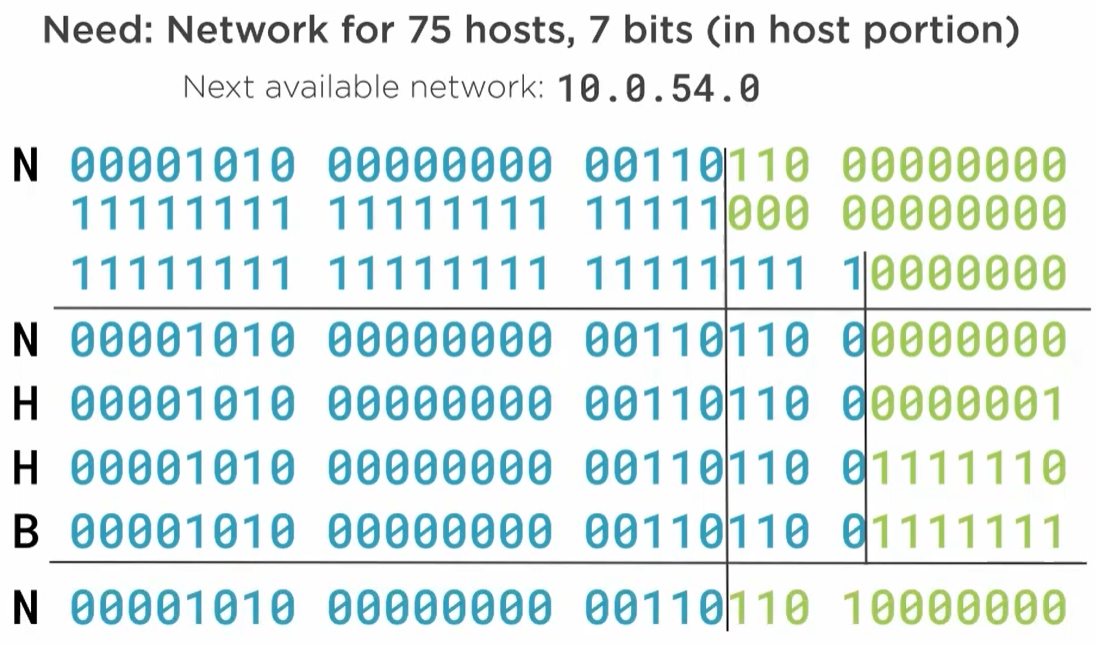 Need: Network for 75 hosts, 7 bits (in host portion)
Next available network: 10.0.54.0
N 00001010 00000000 00110110 00000000
11111111 11111111 11111000 00000000
11111111 11111111 11111111 10000000
N 00001010 00000000 00110110 00000000
H 00001010 00000000 00110110 00000001
H 00001010 00000000 00110110 01111110
B 00001010 00000000 00110110 01111111
N 00001010 00000000 00110110 10000000